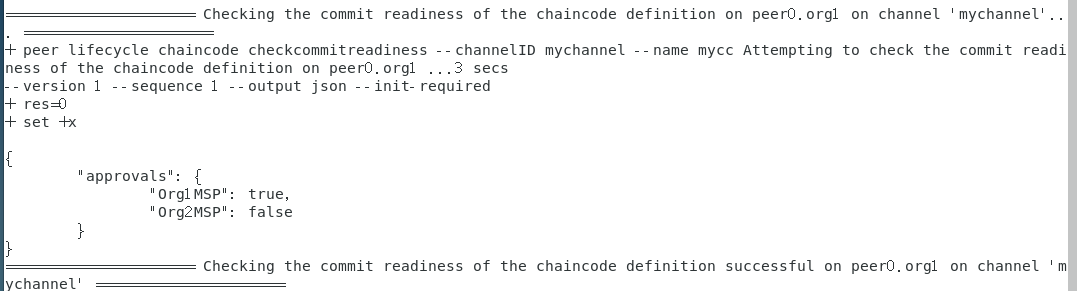 ===================== Checking the commit readiness of the chaincode definition on peer0.org1 on channel 'mychannel'..
. =====================
+ peer lifecycle chaincode checkcommitreadiness --channelID mychannel --name mycc Attempting to check the commit readi
ness of the chaincode definition on peer0.org1 ...3 secs
--version 1 --sequence 1 --output json --init-required
+ res=0
+ set +x
{
        "approvals": {
                "Org1MSP": true,
                "Org2MSP": false
        }
}
===================== Checking the commit readiness of the chaincode definition successful on peer0.org1 on channel 'm
ychannel' =====================